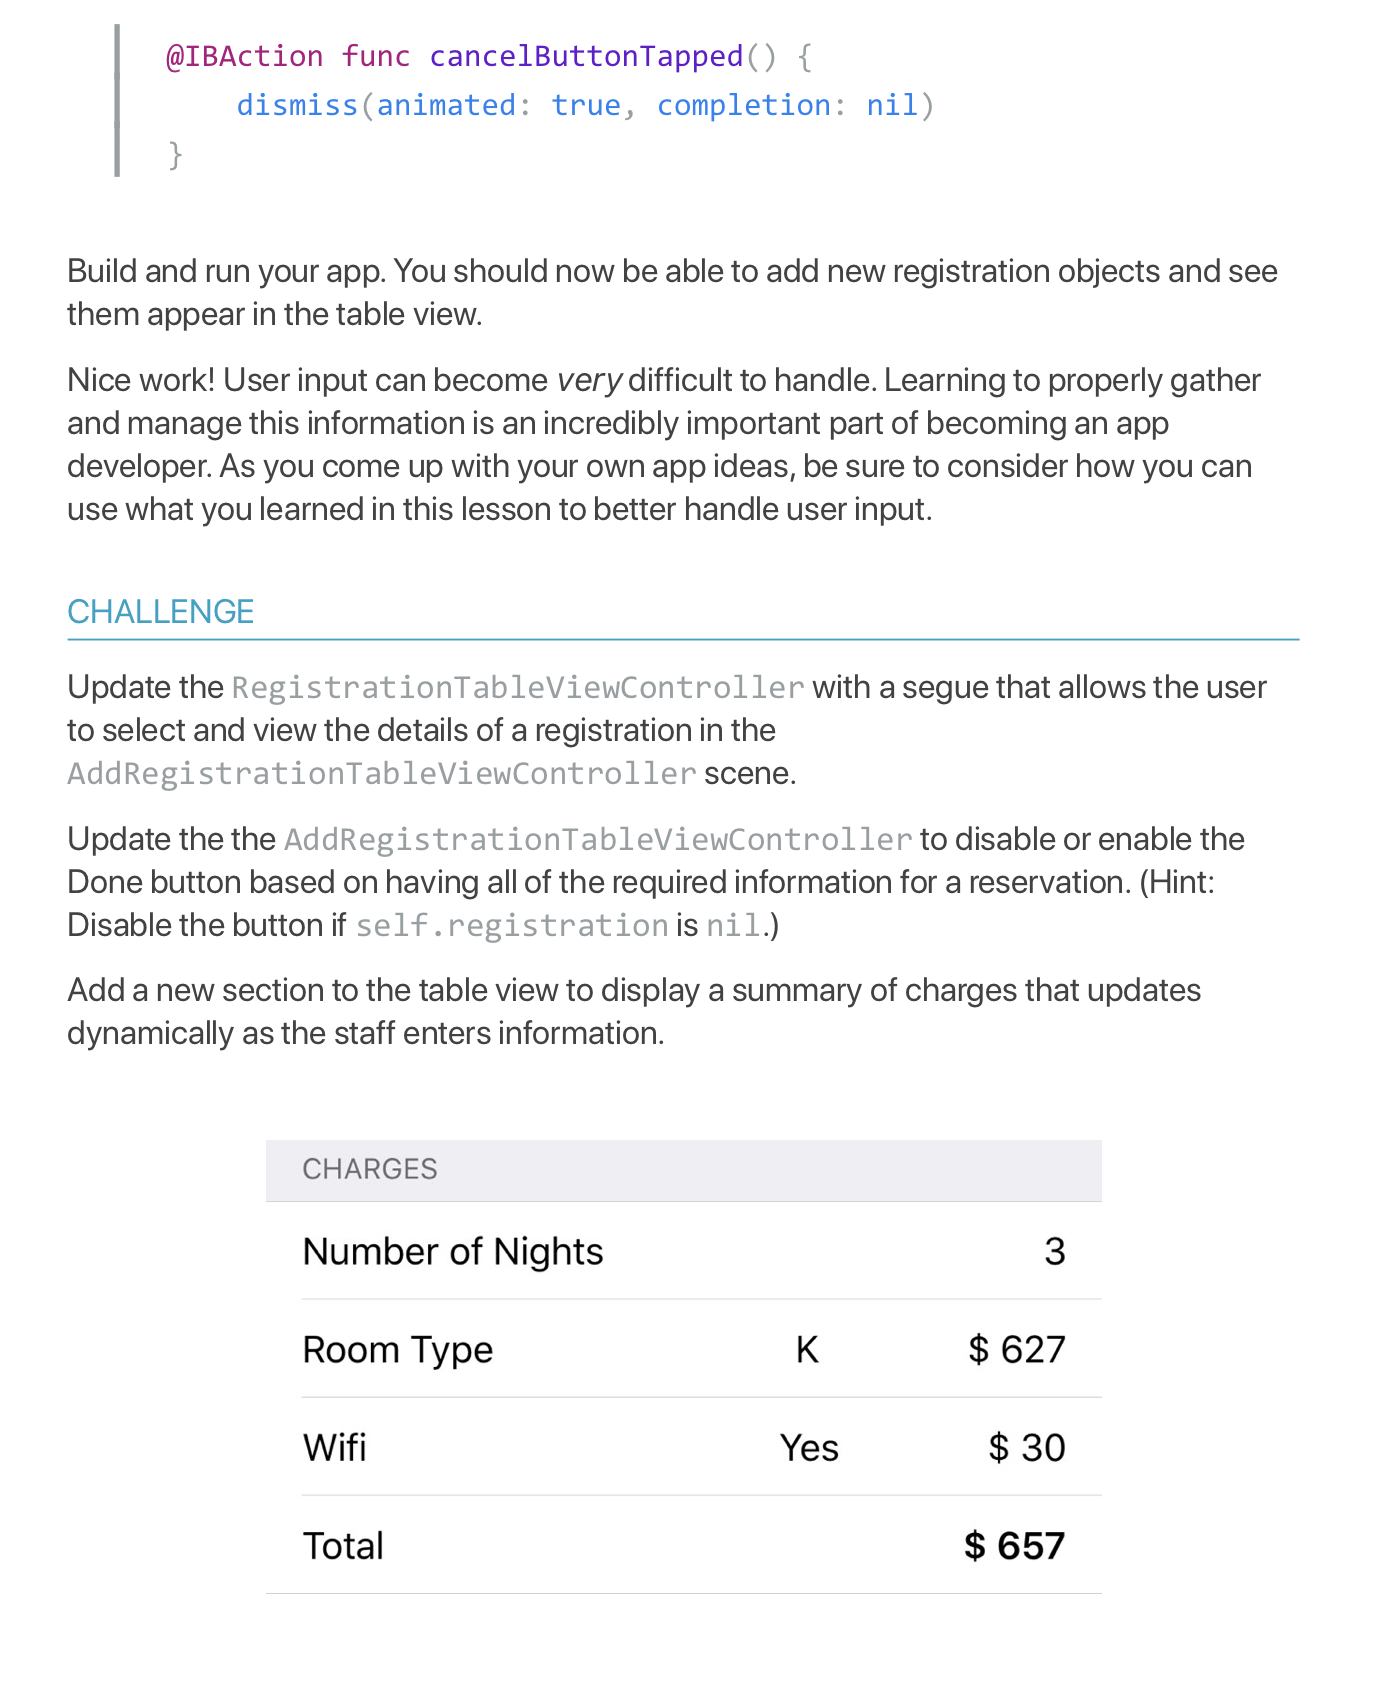 @IBAction func cancelButtonTapped() {
    dismiss(animated: true, completion: nil)
}
Build and run your app. You should now be able to add new registration objects and see
them appear in the table view.
Nice work! User input can become very difficult to handle. Learning to properly gather
and manage this information is an incredibly important part of becoming an app
developer. As you come up with your own app ideas, be sure to consider how you can
use what you learned in this lesson to better handle user input.
CHALLENGE
Update the RegistrationTableViewController with a segue that allows the user
to select and view the details of a registration in the
AddRegistrationTableViewController scene.
Update the the AddRegistrationTableViewController to disable or enable the
Done button based on having all of the required information for a reservation. (Hint:
Disable the button if self.registration is nil.)
Add a new section to the table view to display a summary of charges that updates
dynamically as the staff enters information.
CHARGES
Number of Nights 3
Room Type K $ 627
Wifi Yes $ 30
Total $ 657